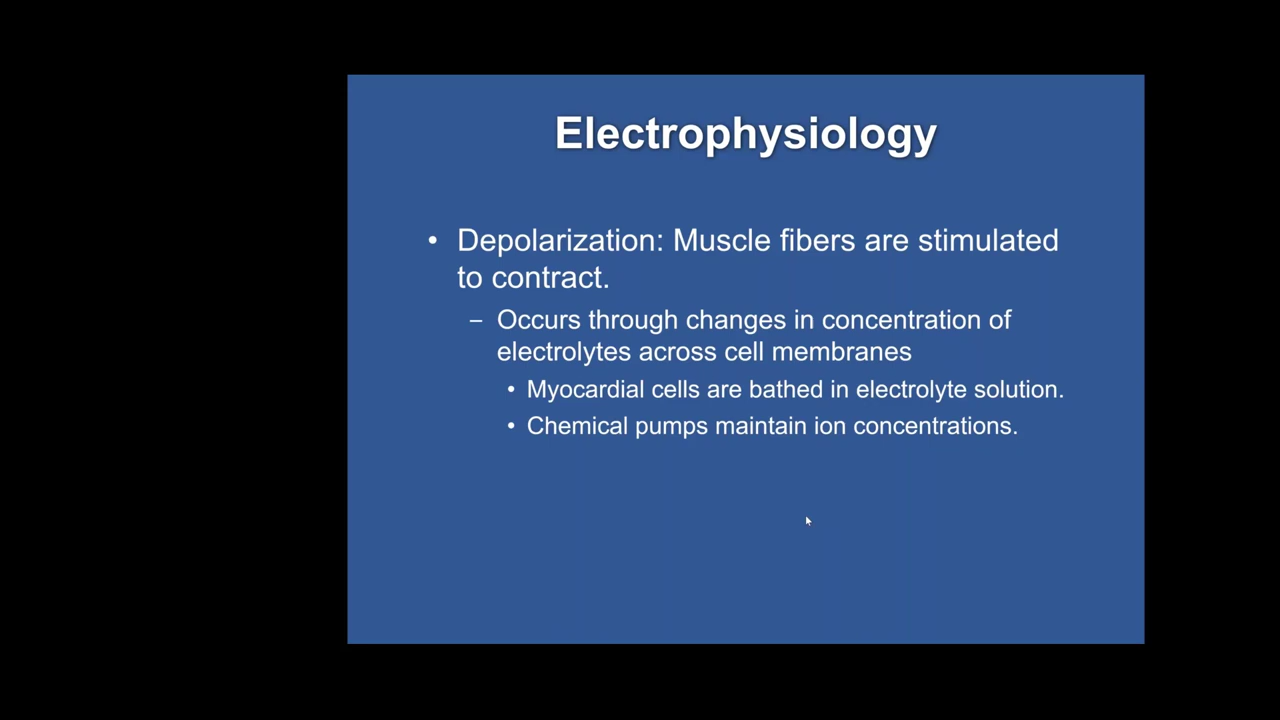 Electrophysiology
• Depolarization: Muscle fibers are stimulated
to contract.
– Occurs through changes in concentration of
electrolytes across cell membranes
• Myocardial cells are bathed in electrolyte solution.
• Chemical pumps maintain ion concentrations.